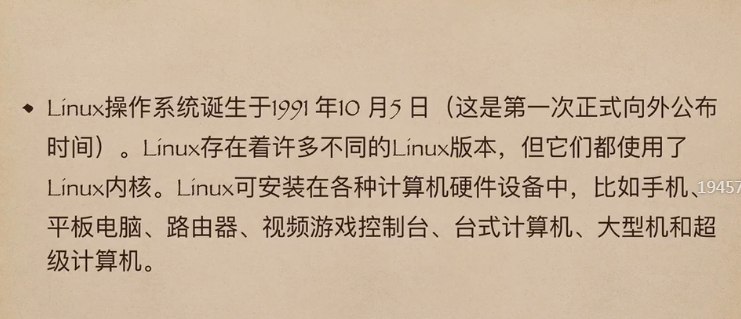 Linux操作系统诞生于1991 年10 月5 日（这是第一次正式向外公布
时间）。Linux存在着许多不同的Linux版本，但它们都使用了
Linux内核。Linux可安装在各种计算机硬件设备中，比如手机、
19457
平板电脑、路由器、视频游戏控制台、台式计算机、大型机和超
级计算机。